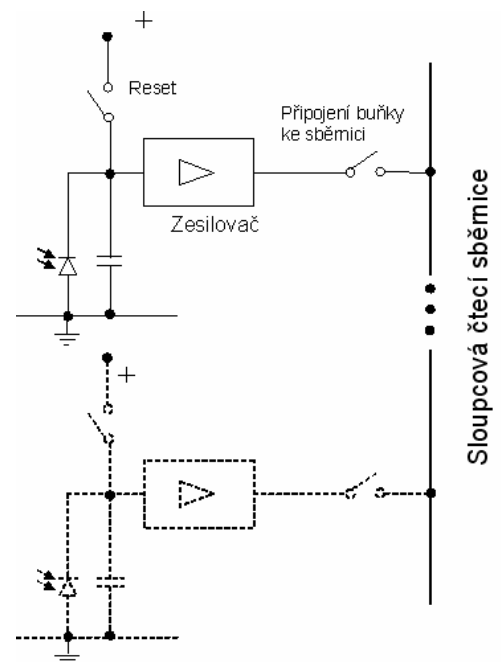 +
Reset
Připojení buňky
ke sběrnici
Zesilovač
Sloupcová čtecí sběrnice
+